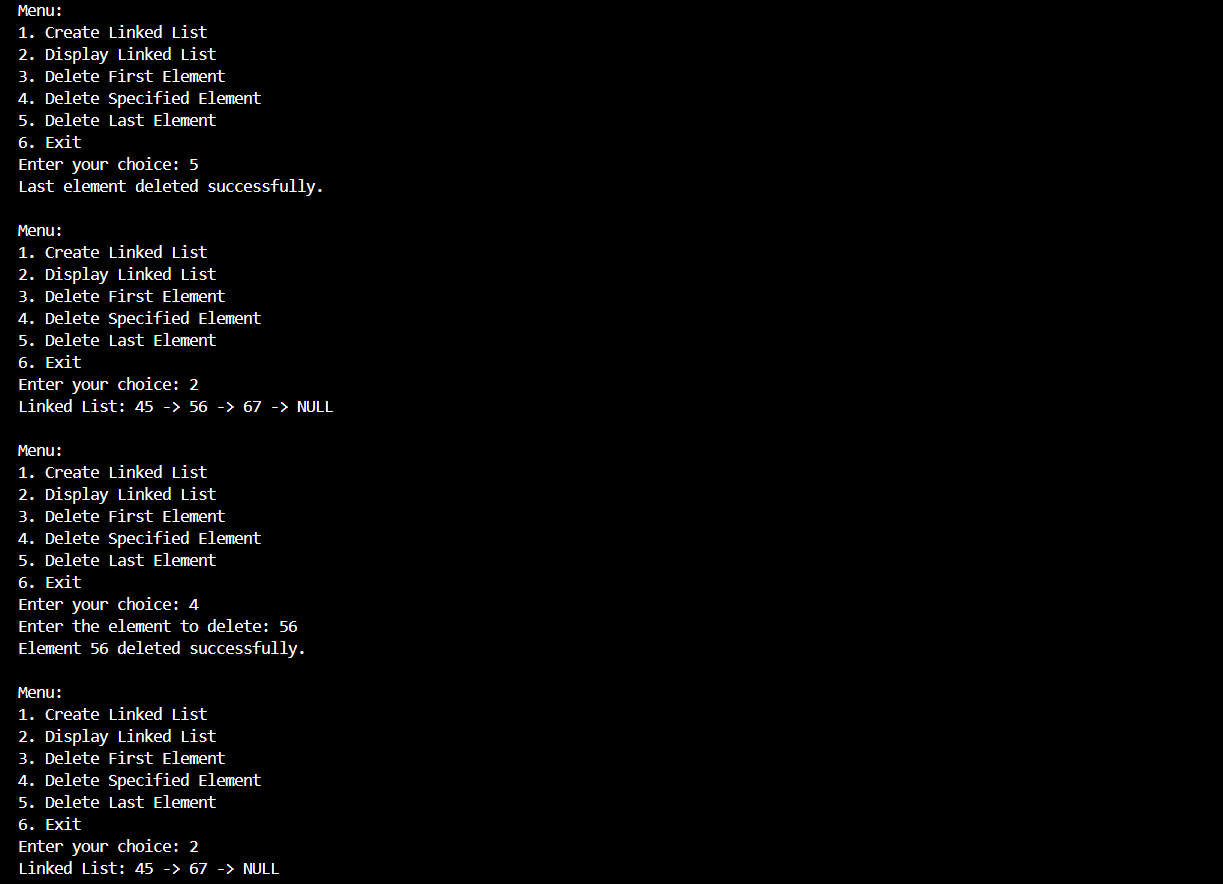 Menu:
1. Create Linked List
2. Display Linked List
3. Delete First Element
4. Delete Specified Element
5. Delete Last Element
6. Exit
Enter your choice: 5
Last element deleted successfully.

Menu:
1. Create Linked List
2. Display Linked List
3. Delete First Element
4. Delete Specified Element
5. Delete Last Element
6. Exit
Enter your choice: 2
Linked List: 45 -> 56 -> 67 -> NULL

Menu:
1. Create Linked List
2. Display Linked List
3. Delete First Element
4. Delete Specified Element
5. Delete Last Element
6. Exit
Enter your choice: 4
Enter the element to delete: 56
Element 56 deleted successfully.

Menu:
1. Create Linked List
2. Display Linked List
3. Delete First Element
4. Delete Specified Element
5. Delete Last Element
6. Exit
Enter your choice: 2
Linked List: 45 -> 67 -> NULL